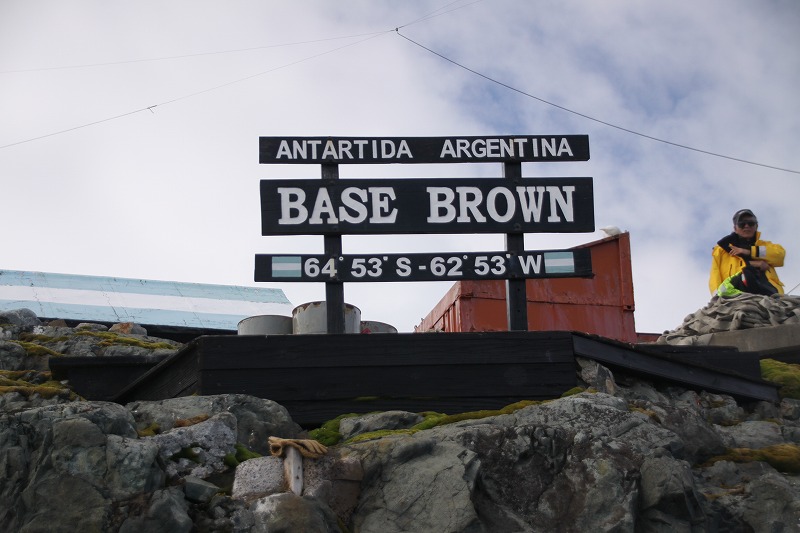 ANTARTIDA ARGENTINA
BASE BROWN
64° 53° S - 62° 53° W